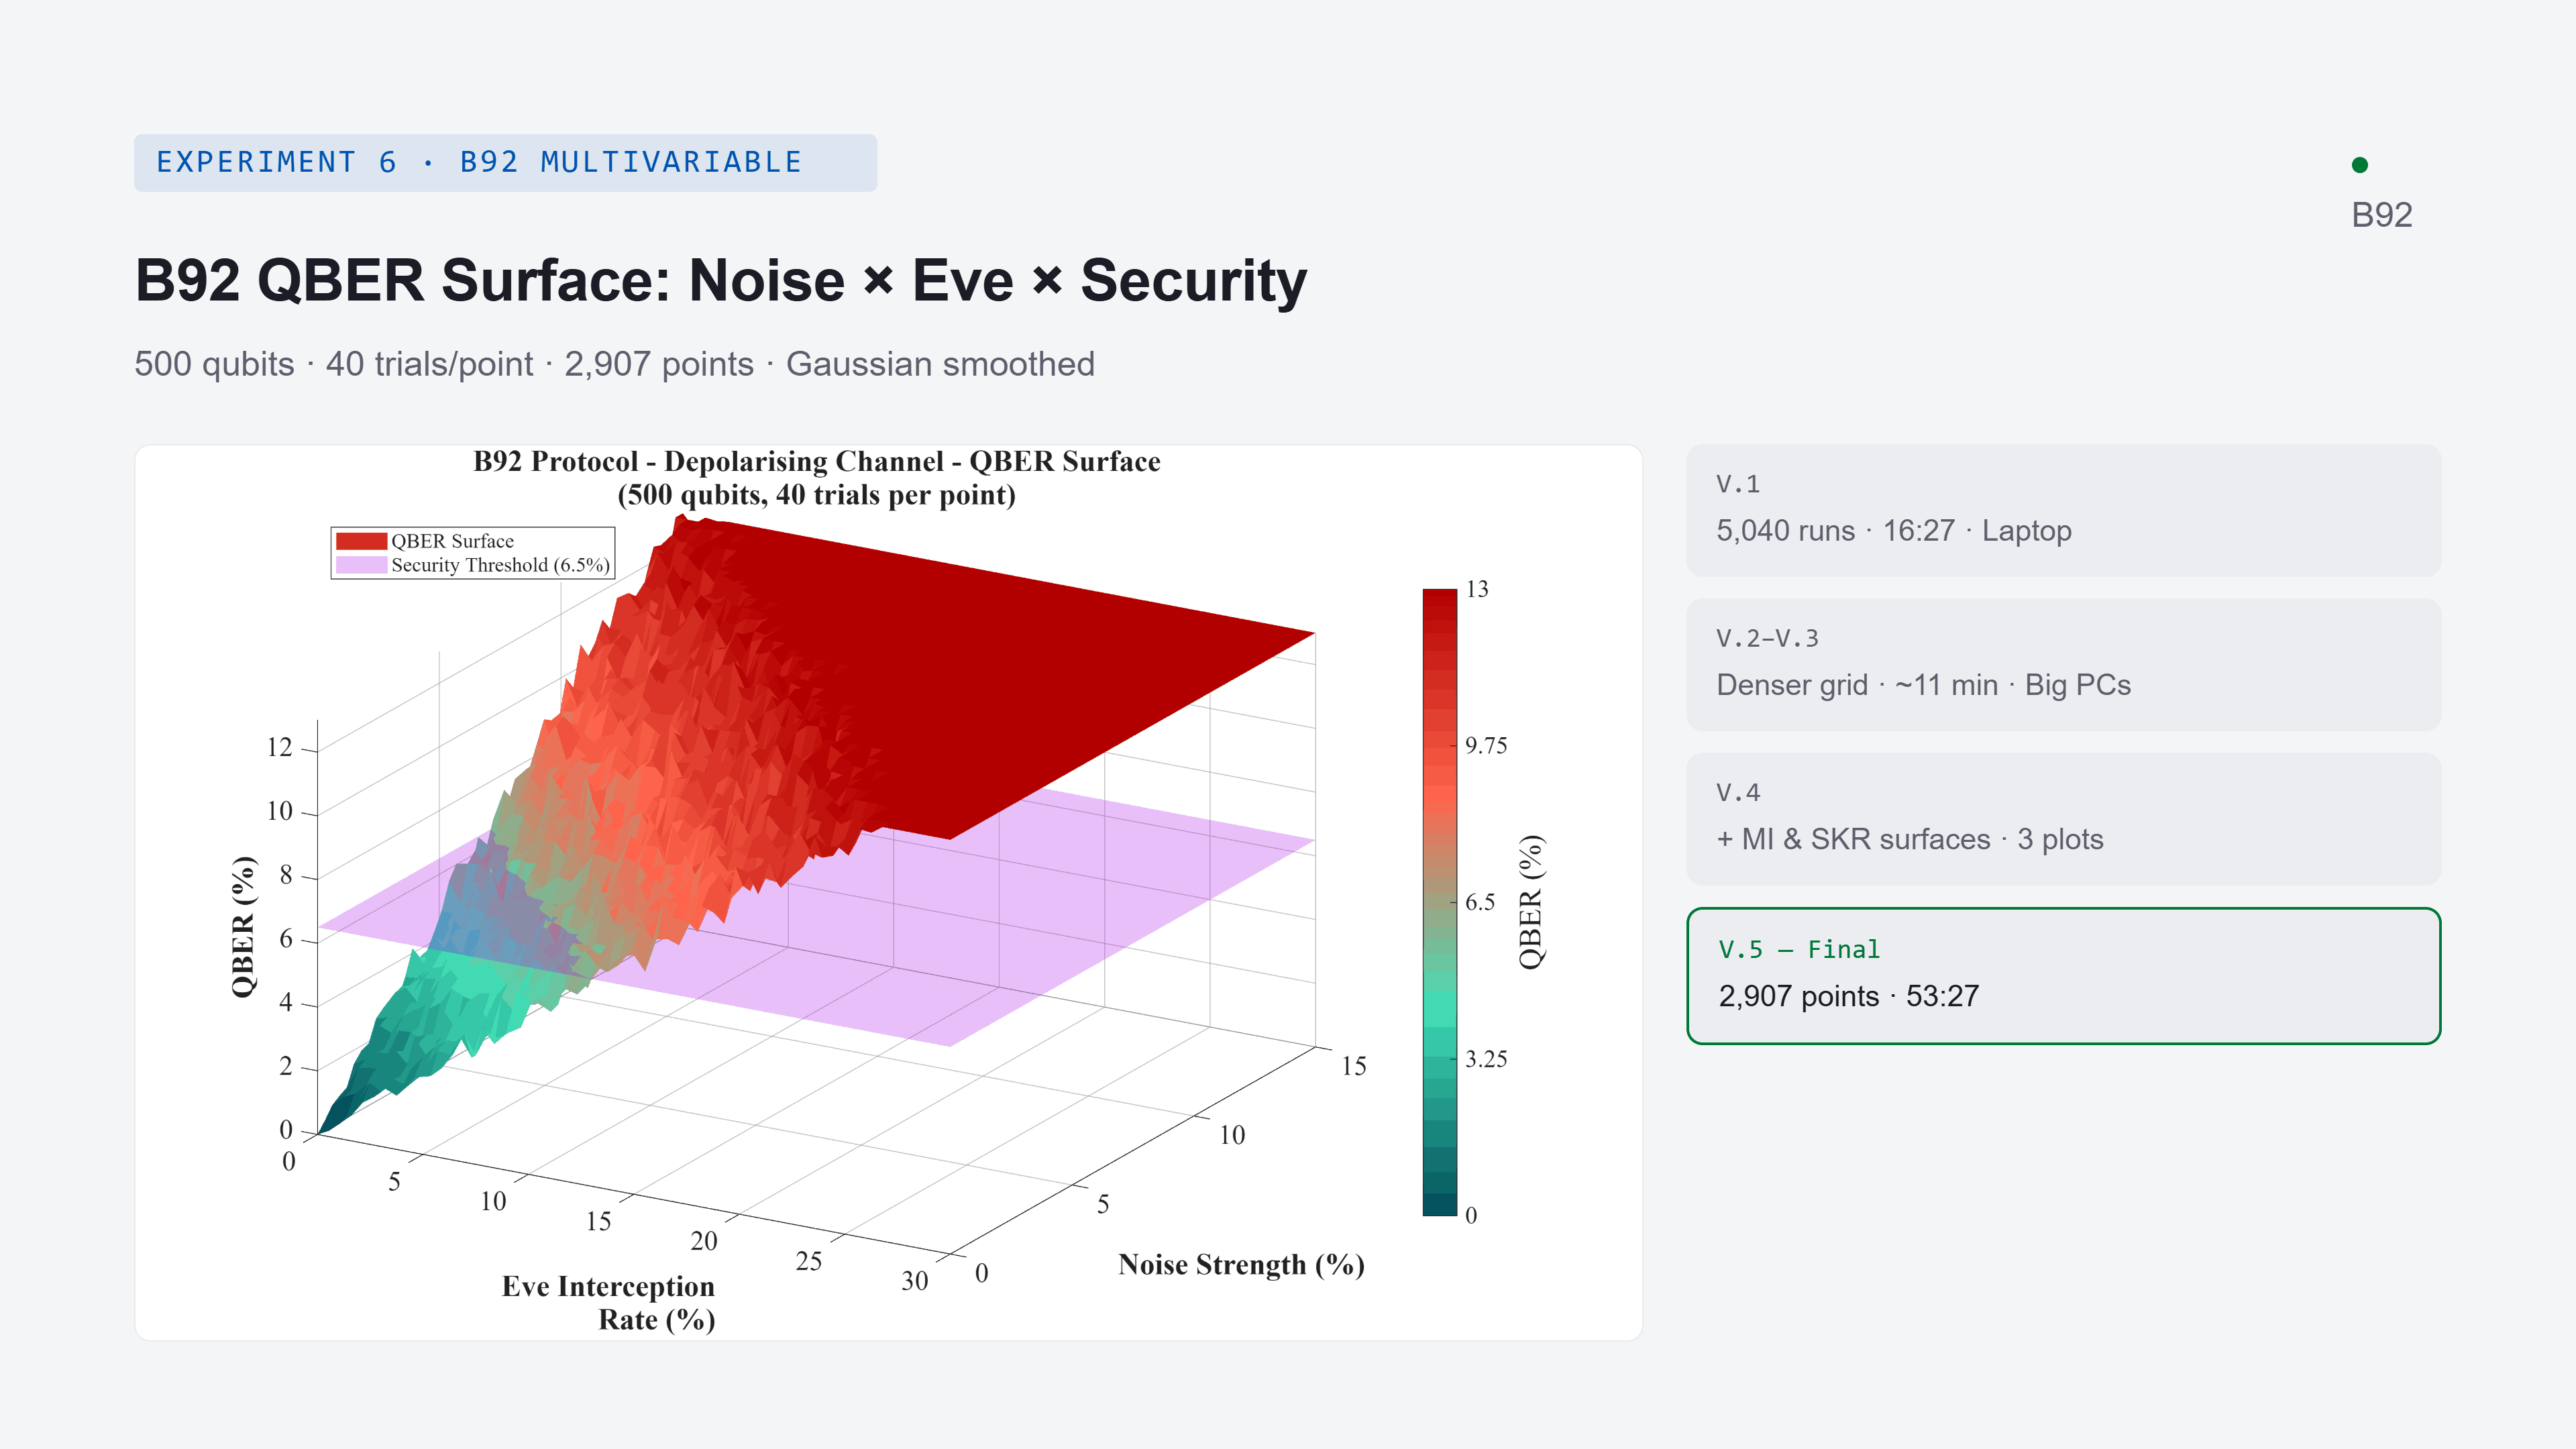 EXPERIMENT 6 · B92 MULTIVARIABLE
B92
B92 QBER Surface: Noise × Eve × Security
500 qubits · 40 trials/point · 2,907 points · Gaussian smoothed
B92 Protocol - Depolarising Channel - QBER Surface
(500 qubits, 40 trials per point)
QBER Surface
Security Threshold (6.5%)
QBER (%)
12
10
8
6
4
2
0
0
5
10
15
20
25
30
Eve Interception
Rate (%)
0
5
10
15
Noise Strength (%)
13
9.75
6.5
3.25
0
QBER (%)
V.1
5,040 runs · 16:27 · Laptop
V.2–V.3
Denser grid · ~11 min · Big PCs
V.4
+ MI & SKR surfaces · 3 plots
V.5 — Final
2,907 points · 53:27